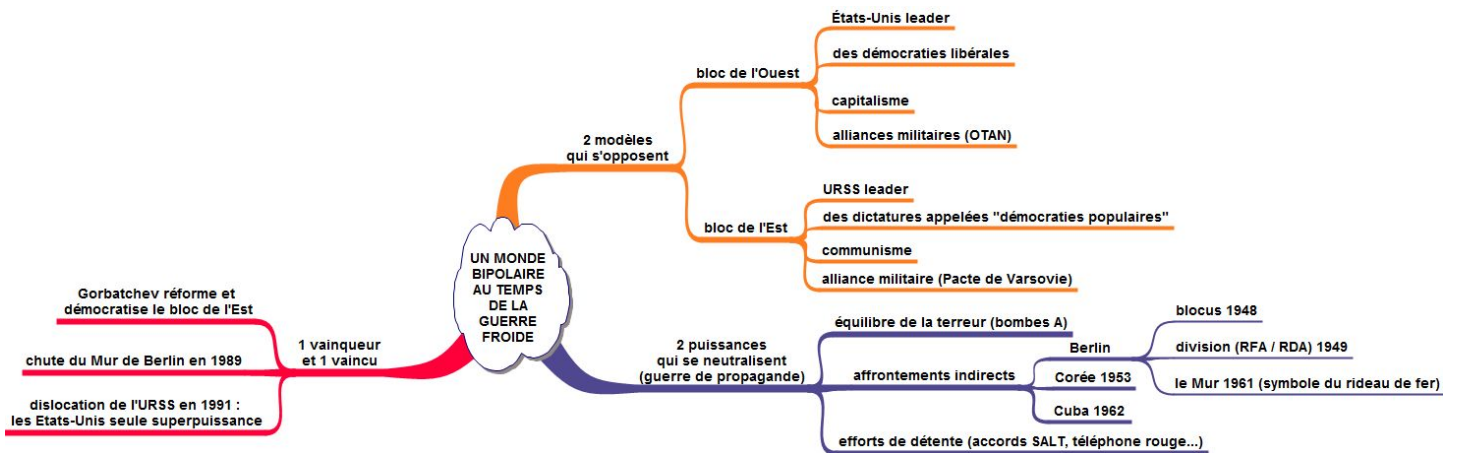 UN MONDE
BIPOLAIRE
AU TEMPS
DE LA
GUERRE
FROIDE
2 modèles
qui s'opposent
bloc de l'Ouest
États-Unis leader
des démocraties libérales
capitalisme
alliances militaires (OTAN)
bloc de l'Est
URSS leader
des dictatures appelées "démocraties populaires"
communisme
alliance militaire (Pacte de Varsovie)
2 puissances
qui se neutralisent
(guerre de propagande)
équilibre de la terreur (bombes A)
affrontements indirects
Berlin
blocus 1948
division (RFA / RDA) 1949
le Mur 1961 (symbole du rideau de fer)
Corée 1953
Cuba 1962
efforts de détente (accords SALT, téléphone rouge...)
1 vainqueur
et 1 vaincu
Gorbatchev réforme et
démocratise le bloc de l'Est
chute du Mur de Berlin en 1989
dislocation de l'URSS en 1991 :
les Etats-Unis seule superpuissance